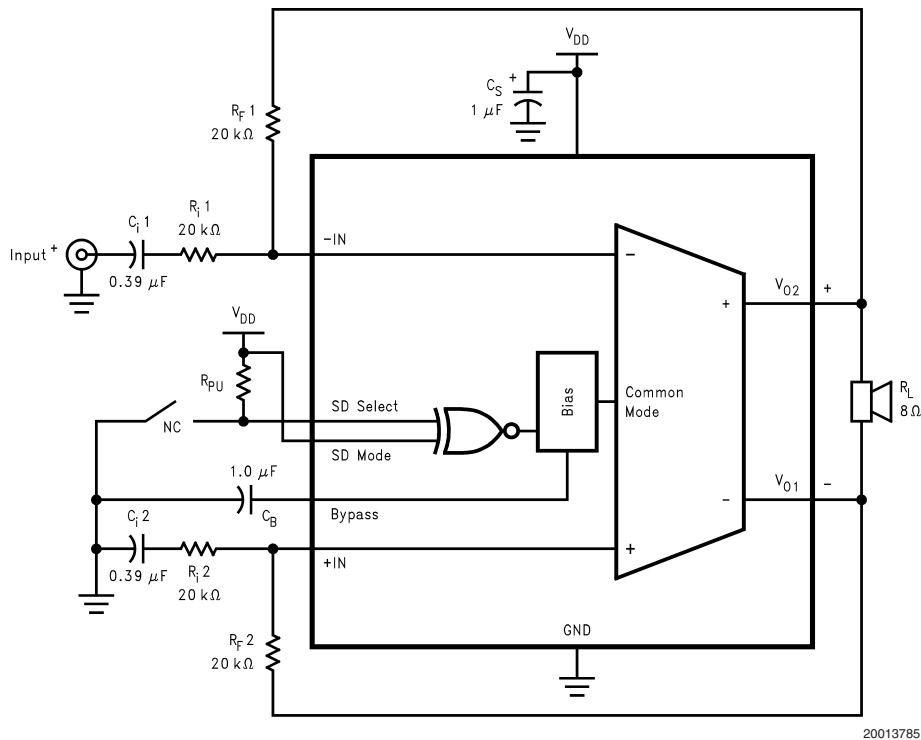 V_DD
C_S +
1 μF
R_F 1
20 kΩ
R_i 1
20 kΩ
C_i 1
0.39 μF
Input +
-IN
-
V_DD
R_PU
NC
SD Select
SD Mode
Bias
Common
Mode
+
V_O2 +
R_L
8Ω
1.0 μF
C_B
Bypass
-
V_O1 -
C_i 2
0.39 μF
R_i 2
20 kΩ
+IN
+
R_F 2
20 kΩ
GND
20013785